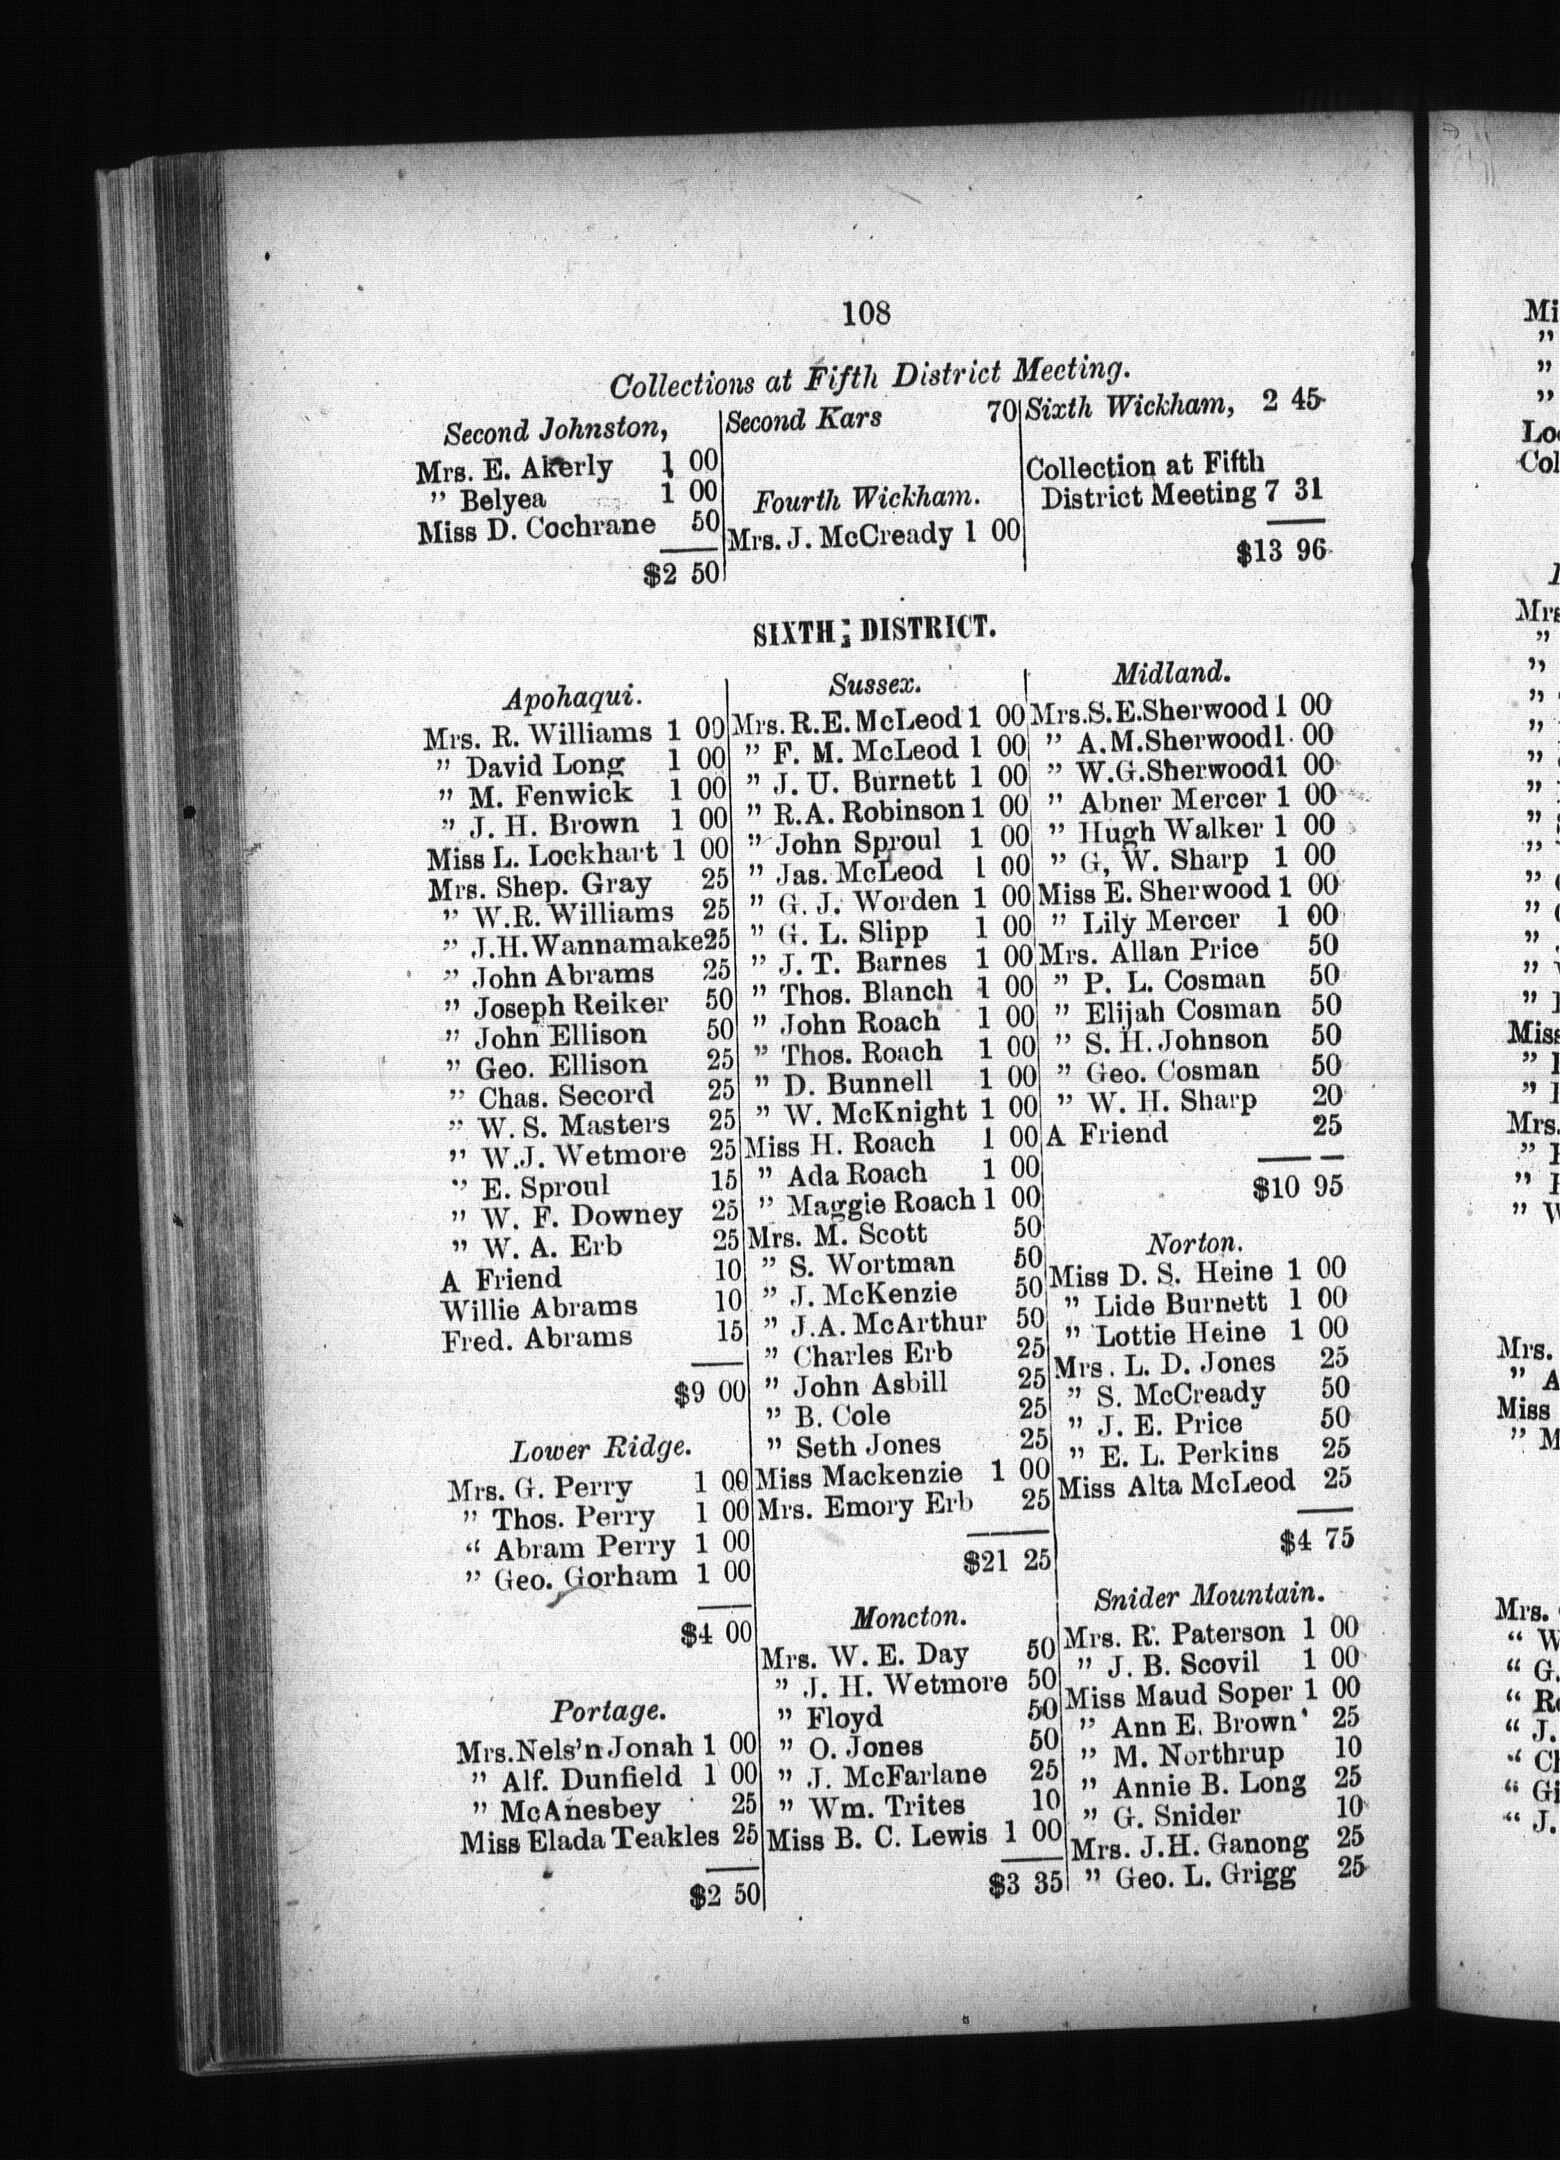 108
Collections at Fifth District Meeting.
Second Johnston,
Mrs. E. Akerly 1 00
" Belyea 1 00
Miss D. Cochrane 50
$2 50
Second Kars 70
Fourth Wickham.
Mrs. J. McCready 1 00
Sixth Wickham, 2 45
Collection at Fifth
District Meeting 7 31
$13 96
SIXTH DISTRICT.
Apohaqui.
Mrs. R. Williams 1 00
" David Long 1 00
" M. Fenwick 1 00
" J. H. Brown 1 00
Miss L. Lockhart 1 00
Mrs. Shep. Gray 25
" W.R. Williams 25
" J.H. Wannamake 25
" John Abrams 25
" Joseph Reiker 50
" John Ellison 50
" Geo. Ellison 25
" Chas. Secord 25
" W. S. Masters 25
" W.J. Wetmore 25
" E. Sproul 15
" W. F. Downey 25
" W. A. Erb 25
A Friend 10
Willie Abrams 10
Fred. Abrams 15
$9 00
Lower Ridge.
Mrs. G. Perry 1 00
" Thos. Perry 1 00
“ Abram Perry 1 00
" Geo. Gorham 1 00
$4 00
Portage.
Mrs. Nels'n Jonah 1 00
" Alf. Dunfield 1 00
" McAnesbey 25
Miss Elada Teakles 25
$2 50
Sussex.
Mrs. R.E. McLeod 1 00
" F. M. McLeod 1 00
" J. U. Burnett 1 00
" R.A. Robinson 1 00
" John Sproul 1 00
" Jas. McLeod 1 00
" G. J. Worden 1 00
" G. L. Slipp 1 00
" J. T. Barnes 1 00
" Thos. Blanch 1 00
" John Roach 1 00
" Thos. Roach 1 00
" D. Bunnell 1 00
" W. McKnight 1 00
Miss H. Roach 1 00
" Ada Roach 1 00
" Maggie Roach 1 00
Mrs. M. Scott 50
" S. Wortman 50
" J. McKenzie 50
" J.A. McArthur 50
" Charles Erb 25
" John Asbill 25
" B. Cole 25
" Seth Jones 25
Miss Mackenzie 1 00
Mrs. Emory Erb 25
$21 25
Moncton.
Mrs. W. E. Day 50
" J. H. Wetmore 50
" Floyd 50
" O. Jones 50
" J. McFarlane 25
" Wm. Trites 10
Miss B. C. Lewis 1 00
$3 35
Midland.
Mrs. S.E. Sherwood 1 00
" A.M. Sherwood 1 00
" W.G. Sherwood 1 00
" Abner Mercer 1 00
" Hugh Walker 1 00
" G, W. Sharp 1 00
Miss E. Sherwood 1 00
" Lily Mercer 1 00
Mrs. Allan Price 50
" P. L. Cosman 50
" Elijah Cosman 50
" S. H. Johnson 50
" Geo. Cosman 50
" W. H. Sharp 20
A Friend 25
$10 95
Norton.
Miss D. S. Heine 1 00
" Lide Burnett 1 00
" Lottie Heine 1 00
Mrs. L. D. Jones 25
" S. McCready 50
" J. E. Price 50
" E. L. Perkins 25
Miss Alta McLeod 25
$4 75
Snider Mountain.
Mrs. R. Paterson 1 00
" J. B. Scovil 1 00
Miss Maud Soper 1 00
" Ann E. Brown 25
" M. Northrup 10
" Annie B. Long 25
" G. Snider 10
Mrs. J.H. Ganong 25
" Geo. L. Grigg 25